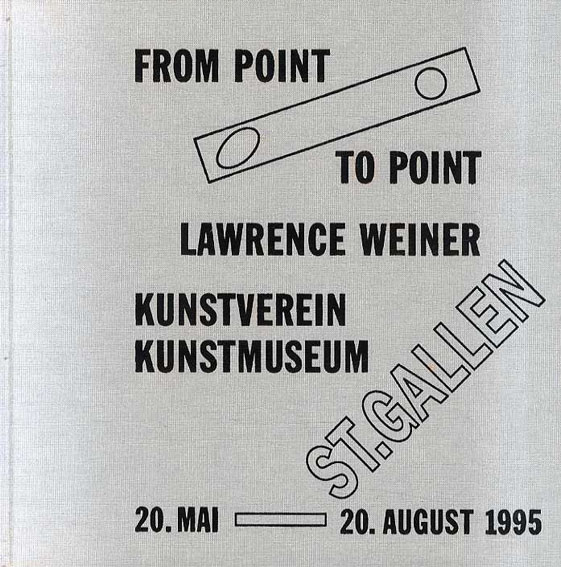 FROM POINT
TO POINT
LAWRENCE WEINER
KUNSTVEREIN
KUNSTMUSEUM
ST.GALLEN
20. MAI 20. AUGUST 1995